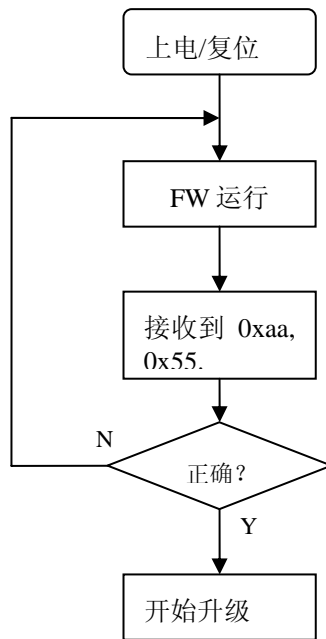 上电/复位
FW 运行
接收到 0xaa,
0x55.
N
正确?
Y
开始升级